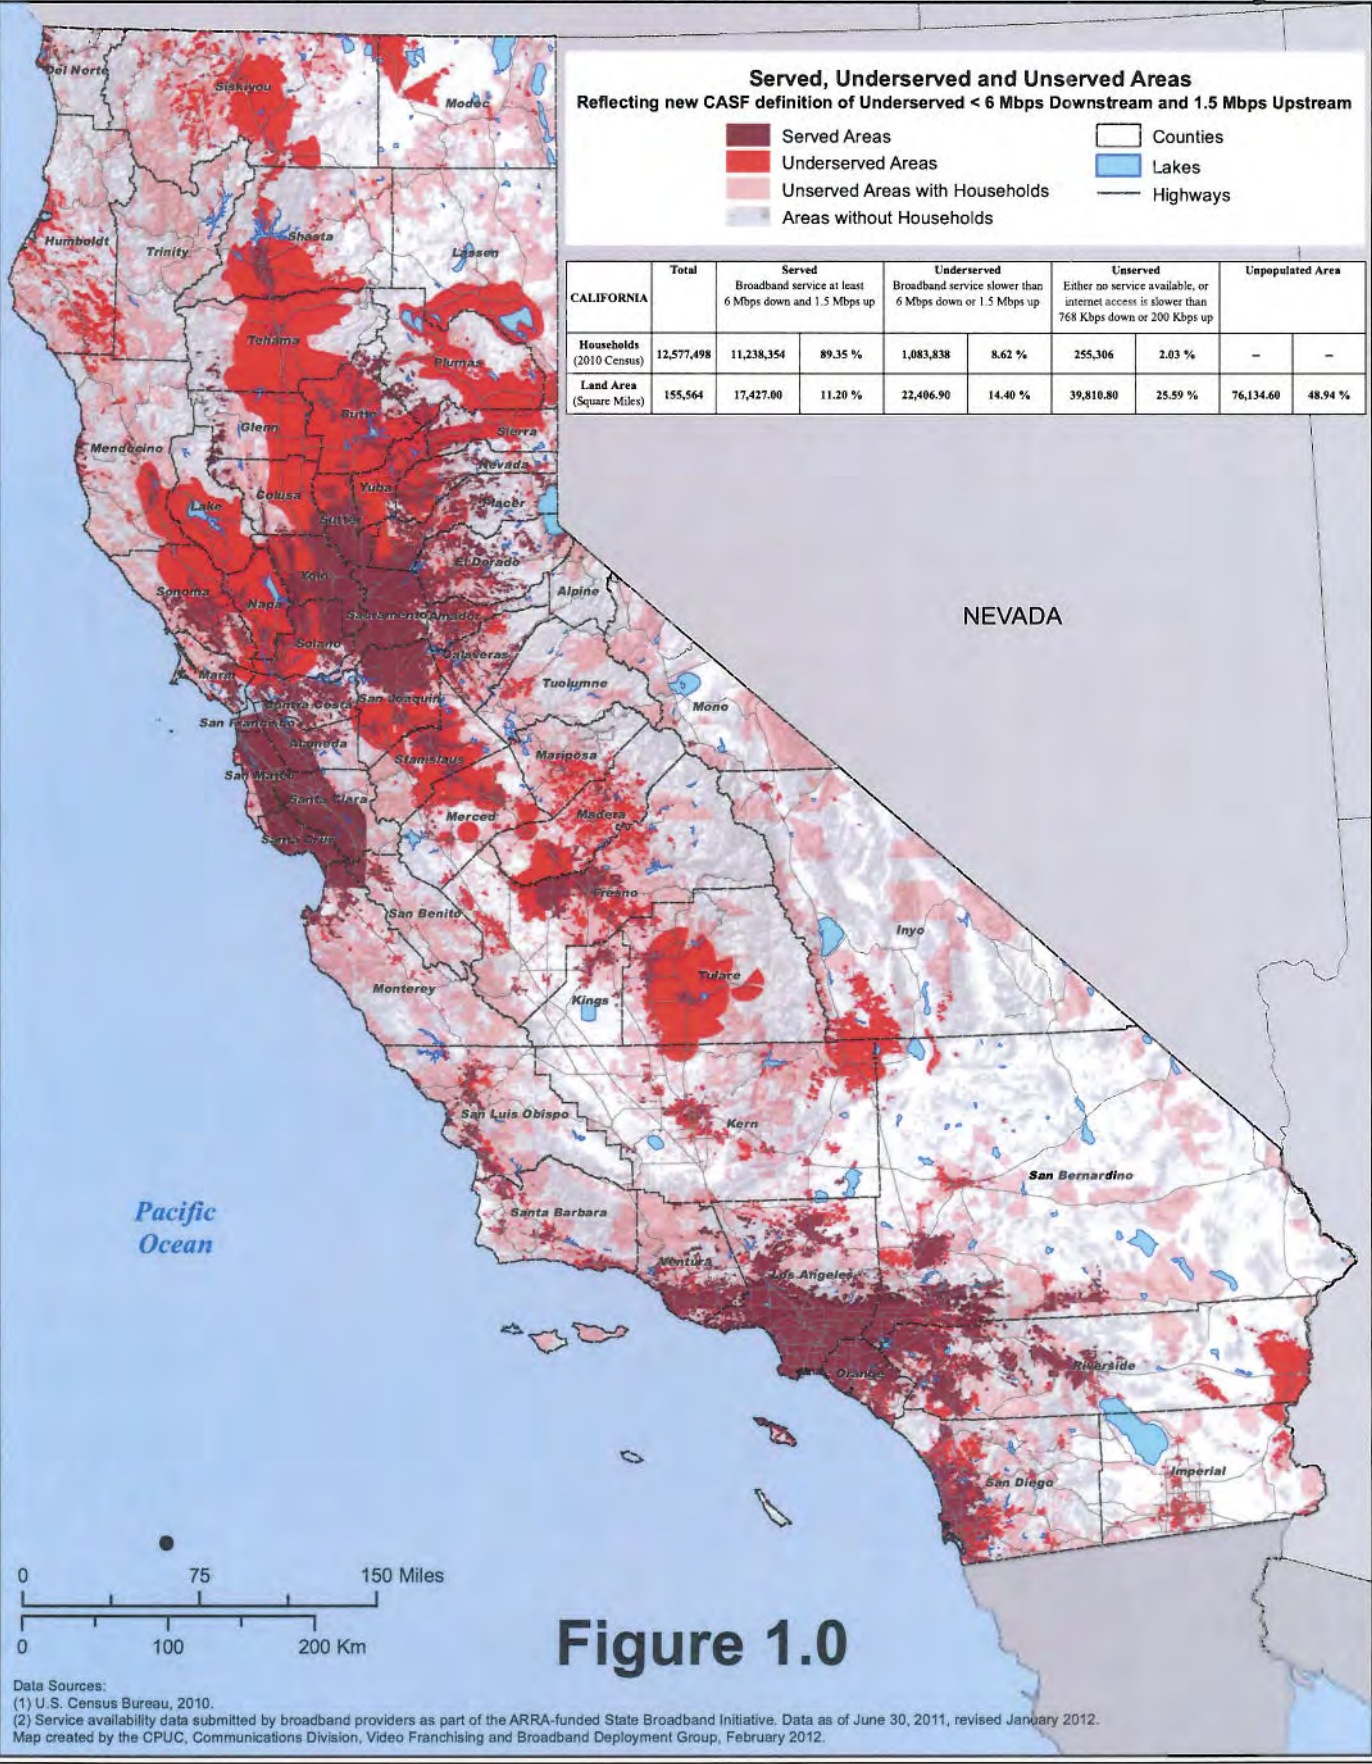 Served, Underserved and Unserved Areas
Reflecting new CASF definition of Underserved < 6 Mbps Downstream and 1.5 Mbps Upstream
Served Areas
Underserved Areas
Unserved Areas with Households
Areas without Households
Counties
Lakes
Highways
CALIFORNIA
Total
Served
Broadband service at least
6 Mbps down and 1.5 Mbps up
Underserved
Broadband service slower than
6 Mbps down or 1.5 Mbps up
Unserved
Either no service available, or
internet access is slower than
768 Kbps down or 200 Kbps up
Unpopulated Area
Households
(2010 Census)
12,577,498 11,238,354 89.35 % 1,083,838 8.62 % 255,306 2.03 % – –
Land Area
(Square Miles)
155,564 17,427.00 11.20 % 22,406.90 14.40 % 39,810.80 25.59 % 76,134.60 48.94 %
Del Norte
Siskiyou
Modoc
Humboldt
Trinity
Shasta
Lassen
Tehama
Plumas
Butte
Glenn
Sierra
Mendocino
Nevada
Colusa
Yuba
Lake
Placer
Sutter
El Dorado
Yolo
Sonoma
Napa
Alpine
Sacramento
Amador
Solano
Calaveras
Marin
Tuolumne
Contra Costa
San Joaquin
Mono
San Francisco
Alameda
Stanislaus
Mariposa
San Mateo
Santa Clara
Merced
Madera
Santa Cruz
Fresno
San Benito
Inyo
Tulare
Monterey
Kings
San Luis Obispo
Kern
San Bernardino
Santa Barbara
Ventura
Los Angeles
Riverside
Orange
San Diego
Imperial
NEVADA
Pacific
Ocean
0 75 150 Miles
0 100 200 Km
Figure 1.0
Data Sources:
(1) U.S. Census Bureau, 2010.
(2) Service availability data submitted by broadband providers as part of the ARRA-funded State Broadband Initiative. Data as of June 30, 2011, revised January 2012.
Map created by the CPUC, Communications Division, Video Franchising and Broadband Deployment Group, February 2012.